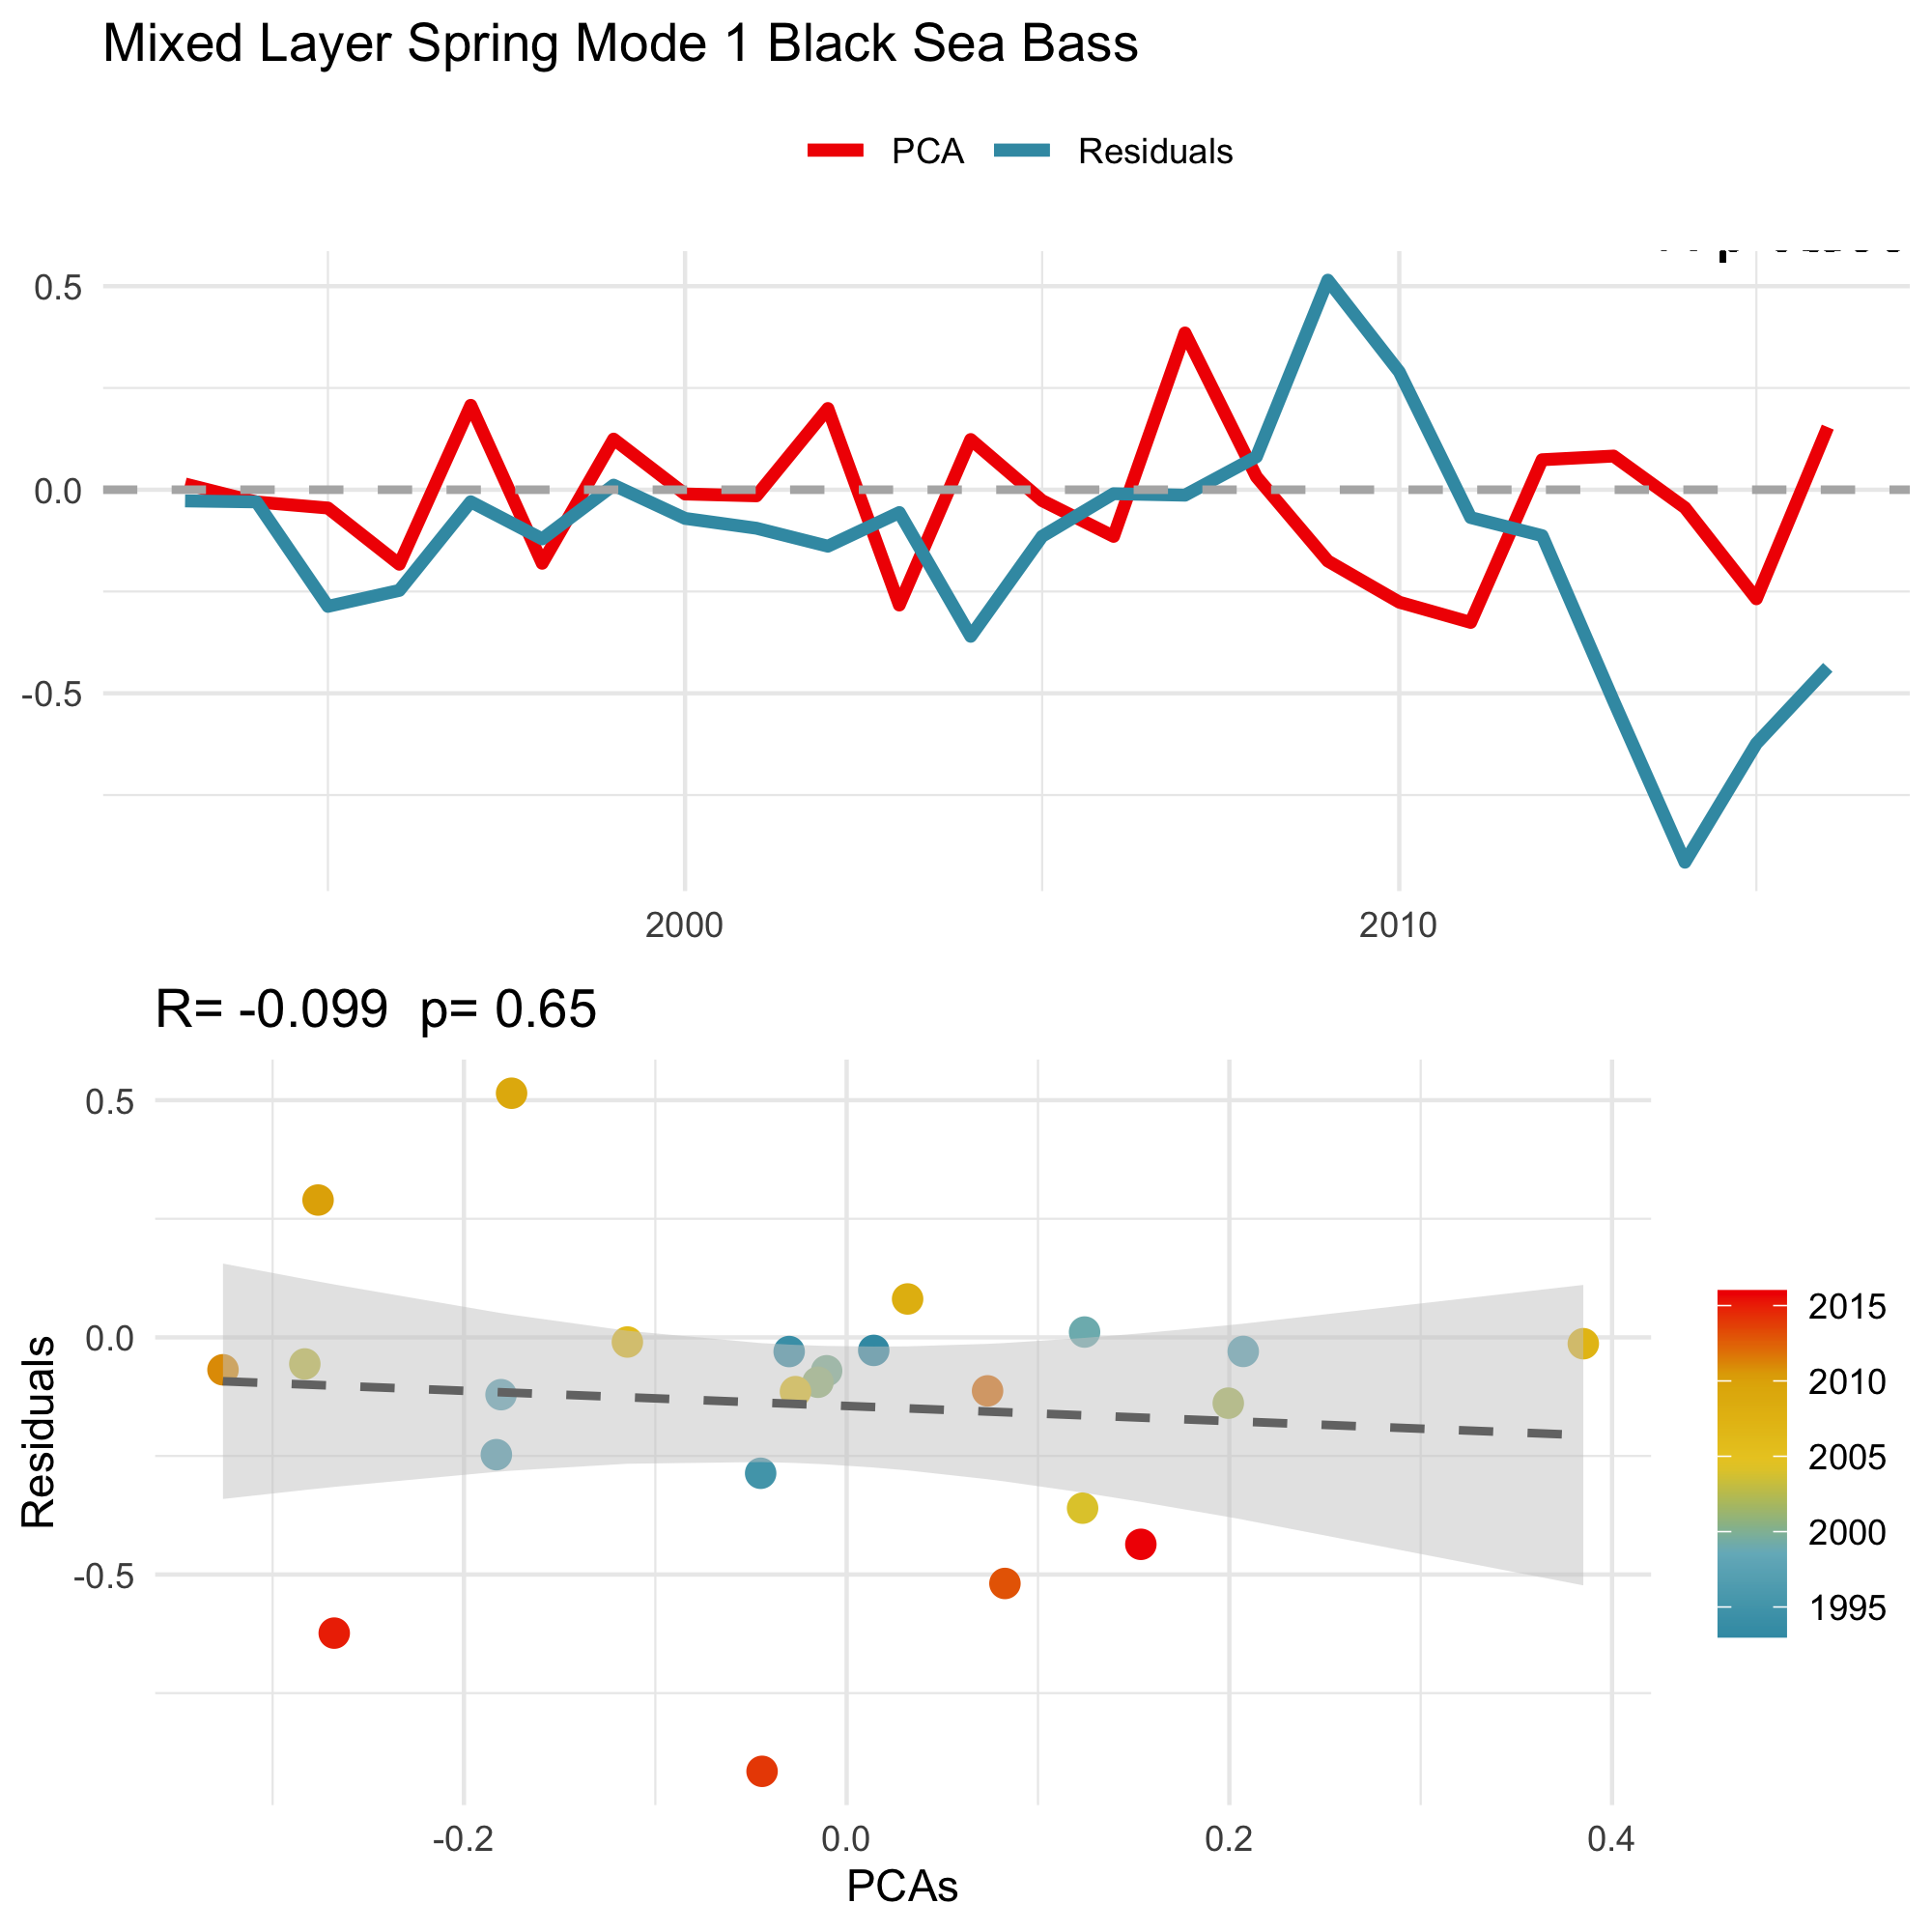 Mixed Layer Spring Mode 1 Black Sea Bass
PCA Residuals
0.5
0.0
-0.5
2000 2010
R= -0.099 p= 0.65
Residuals
0.5
0.0
-0.5
-0.2 0.0 0.2 0.4
PCAs
2015
2010
2005
2000
1995